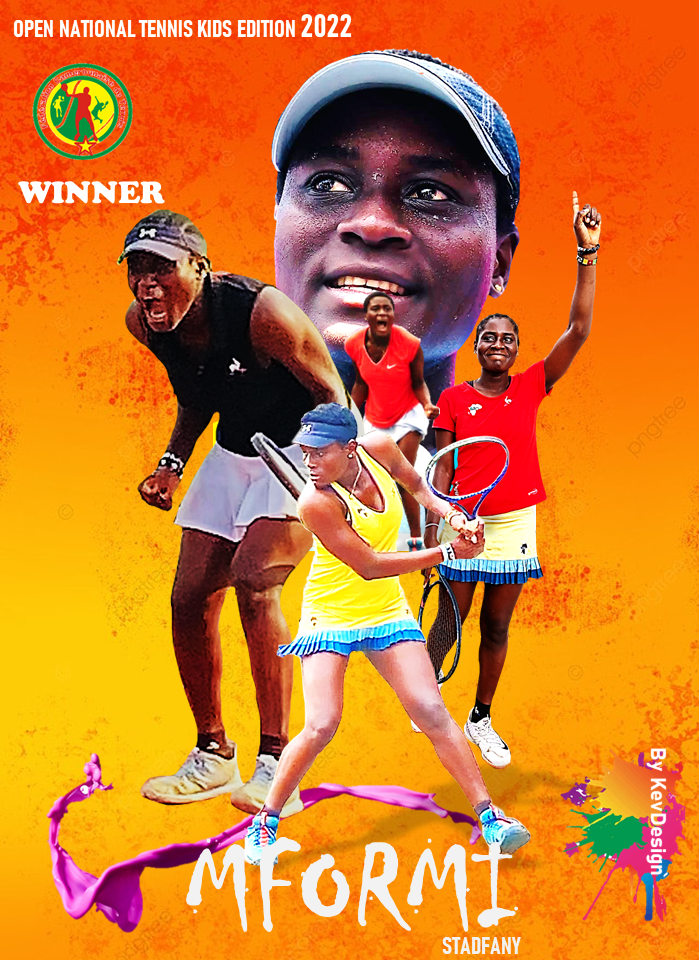 OPEN NATIONAL TENNIS KIDS EDITION 2022
WINNER
By KevDesign
MFORMI
STADFANY